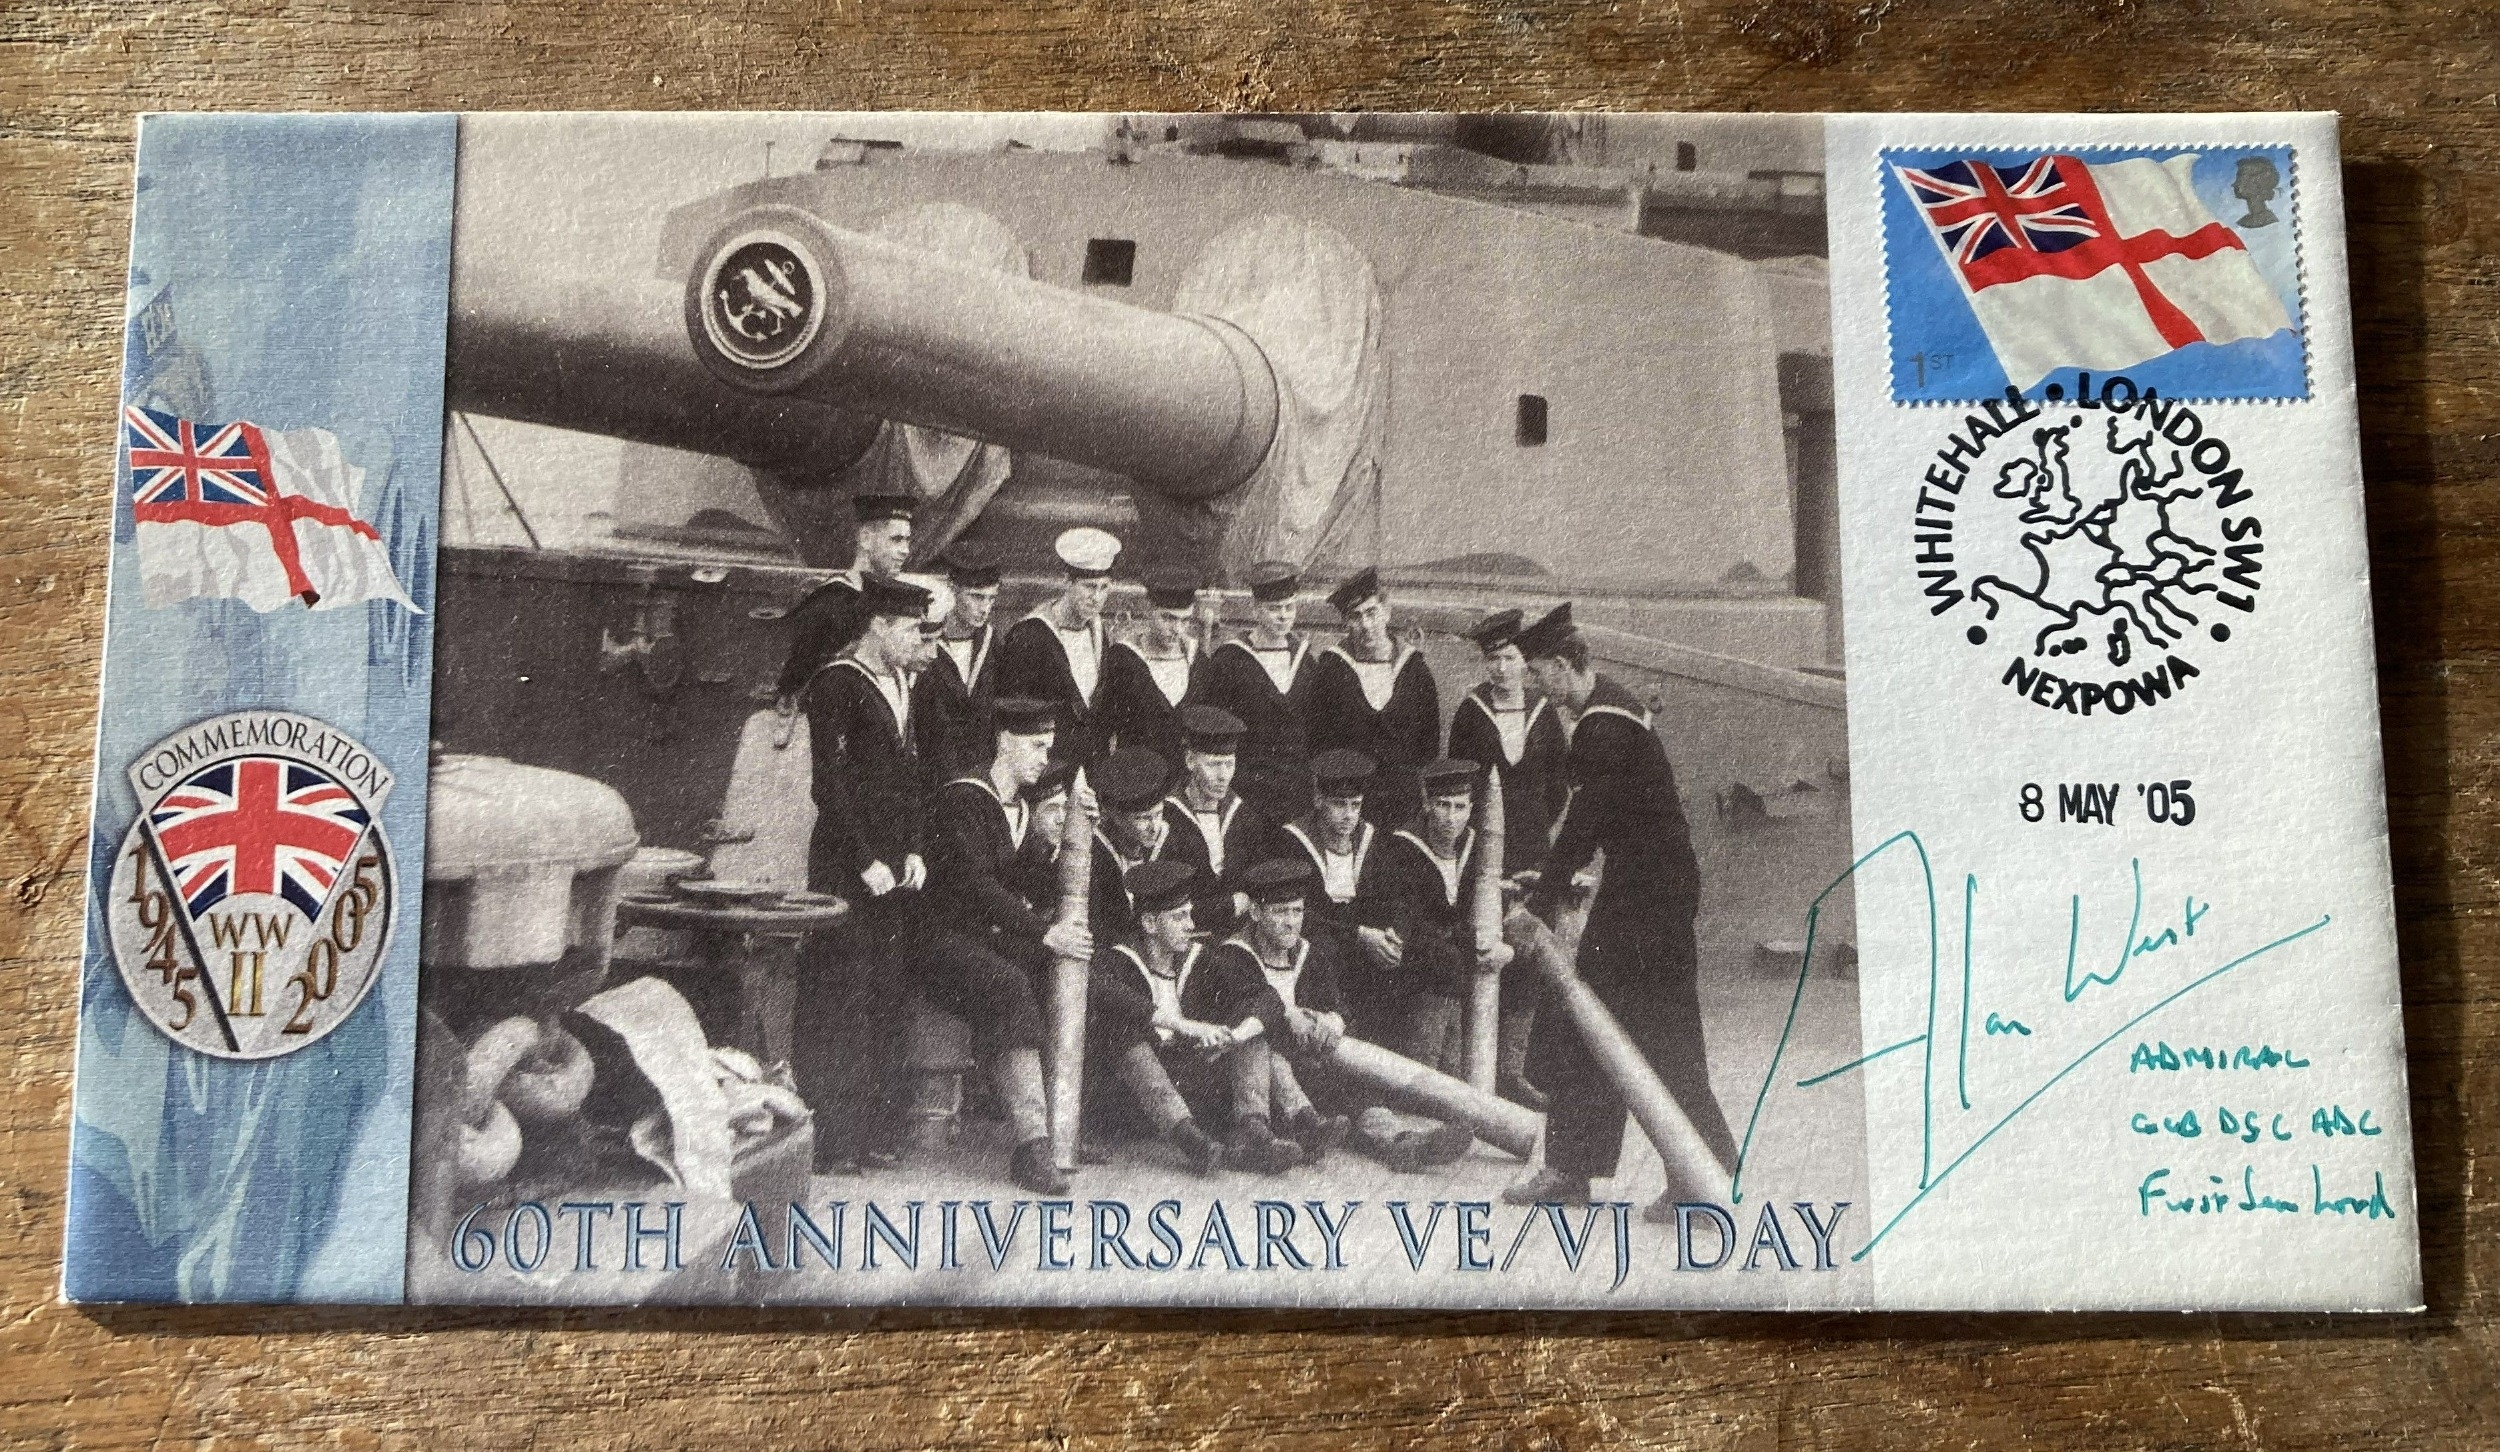 1ST
WHITEHALL • LONDON SW1
NEXPOWA
8 MAY '05
COMMEMORATION
1945
WW
II
2005
Alan West
ADMIRAL
GCB DSC ADC
First Sea Lord
60TH ANNIVERSARY VE/VJ DAY